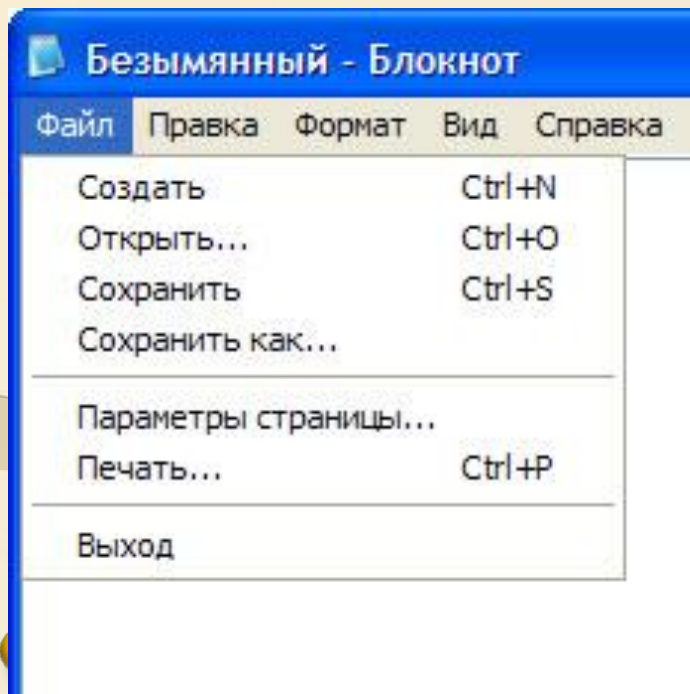 Безымянный - Блокнот
Файл Правка Формат Вид Справка
Создать Ctrl+N
Открыть... Ctrl+O
Сохранить Ctrl+S
Сохранить как...
Параметры страницы...
Печать... Ctrl+P
Выход